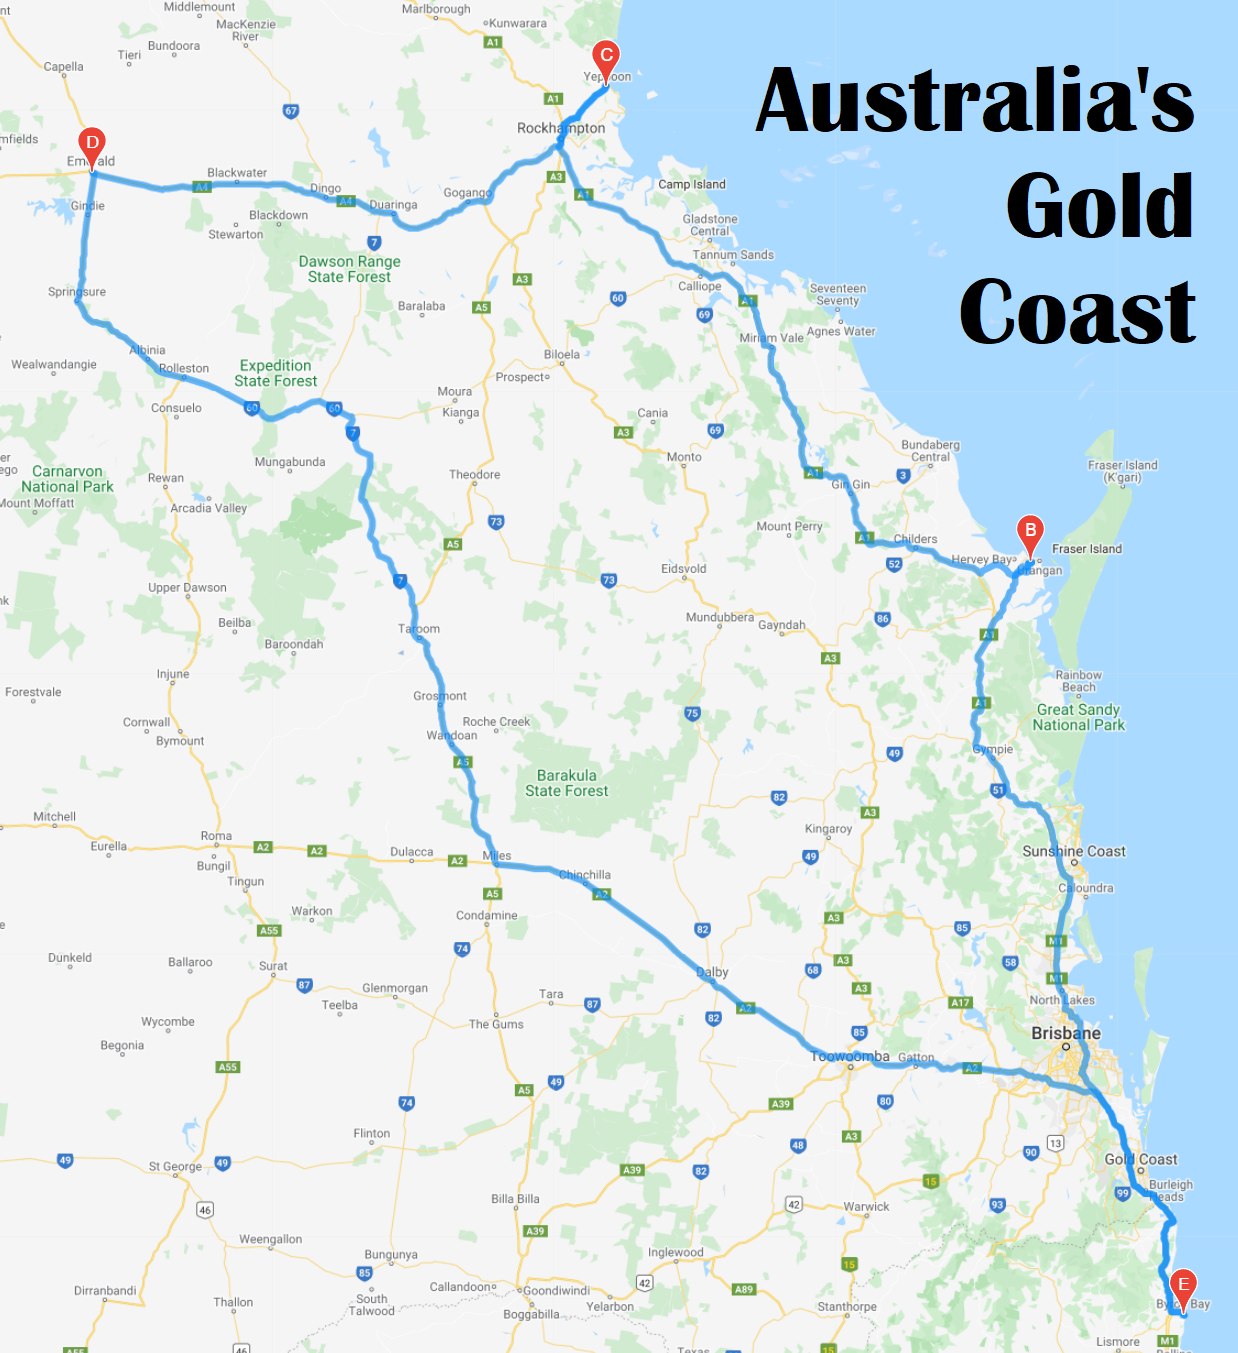 Australia's
Gold
Coast
Middlemount
Marlborough
MacKenzie
River
Kunwarara
Bundoora
A1
Tieri
Capella
C
Yeppoon
67
A1
Rockhampton
D
Emerald
Blackwater
A4
Dingo
A4
Duaringa
Gogango
A3
A1
Camp Island
Gindie
Blackdown
Stewarton
7
Gladstone
Central
Tannum Sands
Dawson Range
State Forest
A3
Calliope
Springsure
Baralaba
A5
60
A1
69
Seventeen
Seventy
Agnes Water
Miriam Vale
Albinia
Wealwandangie
Rolleston
Expedition
State Forest
Biloela
Prospect
Moura
Consuelo
60
60
Kianga
Cania
7
A3
69
Bundaberg
Central
Monto
Mungabunda
Carnarvon
National Park
Rewan
Theodore
A1
Gin Gin
3
Fraser Island
(K'gari)
Mount Moffatt
Arcadia Valley
73
Mount Perry
B
A5
A1
Childers
Fraser Island
Hervey Bay
Urangan
52
Eidsvold
73
Upper Dawson
7
Mundubbera
Gayndah
86
Beilba
Taroom
A1
Baroondah
A3
Injune
Rainbow
Beach
Forestvale
Grosmont
A1
Great Sandy
National Park
75
Cornwall
Bymount
Roche Creek
Wandoan
49
Gympie
A5
Barakula
State Forest
51
82
Mitchell
A3
Kingaroy
Roma
Eurella
A2
A2
Dulacca
A2
Miles
49
Sunshine Coast
Bungil
Tingun
Chinchilla
A2
A5
Caloundra
Warkon
Condamine
A3
A55
82
85
M1
74
Dunkeld
Ballaroo
Surat
Dalby
68
A3
58
M1
87
Glenmorgan
Teelba
Tara
87
A3
A17
North Lakes
A2
82
Wycombe
The Gums
85
Brisbane
Begonia
Toowoomba
Gatton
A2
A55
49
A5
74
A39
80
Flinton
A3
48
90
13
49
St George
49
A39
82
Gold Coast
15
99
Burleigh
Heads
46
Billa Billa
42
Warwick
93
A39
Weengallon
Bungunya
Inglewood
15
85
42
E
Dirranbandi
Callandoon
Goondiwindi
A89
Byron Bay
Thallon
South
Talwood
Boggabilla
Yelarbon
Stanthorpe
Lismore
M1
46
15
A55
Texas